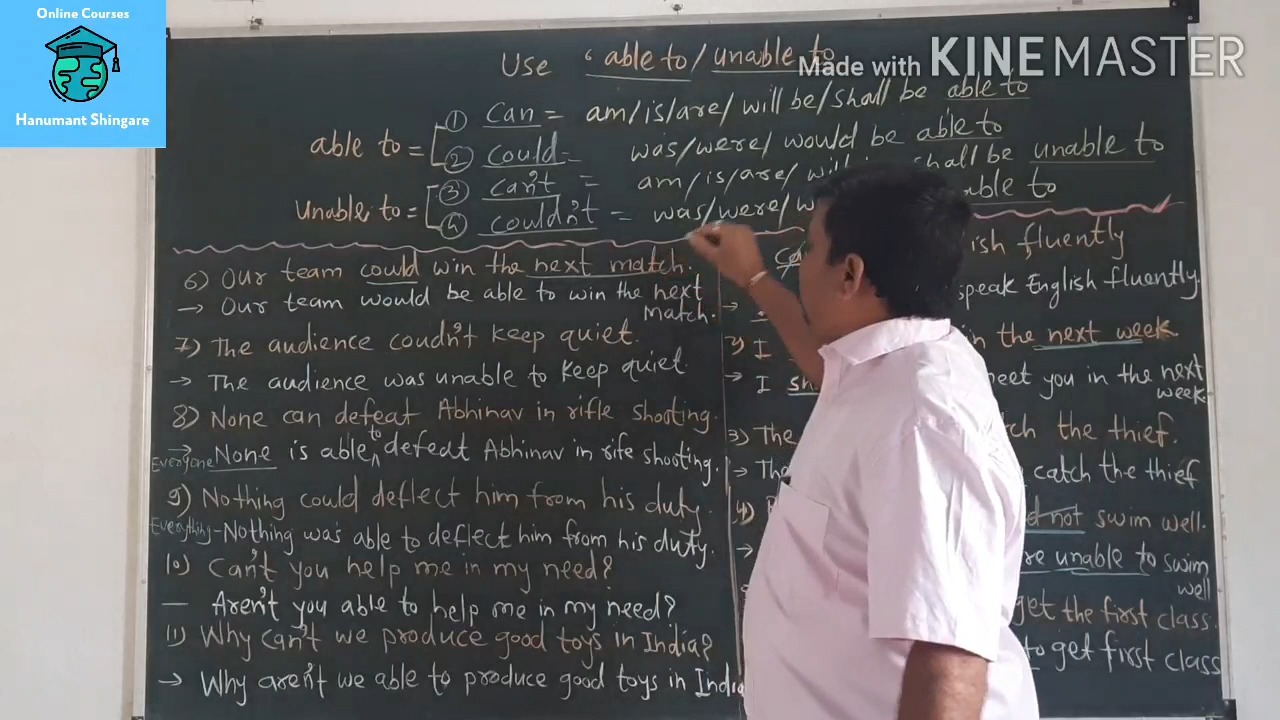 Online Courses
Hanumant Shingare
Made with KINEMASTER
Use ‘able to/unable to
able to = ① Can = am/is/are/ will be/shall be able to
② Could = was/were/ would be able to
unable to = ③ Can't = am/is/are/ shall be unable to
④ Couldn't = was/were/ able to
6) Our team could win the next match.
→ Our team would be able to win the next
match.
7) The audience coudn't keep quiet.
→ The audience was unable to keep quiet.
8) None can defeat Abhinav in rifle shooting.
→ Everyone None is able to defeat Abhinav in rife shooting.
9) Nothing could deflect him from his duty.
Everything - Nothing was able to deflect him from his duty.
10) Can't you help me in my need?
— Aren't you able to help me in my need?
11) Why can't we produce good toys in India?
→ Why aren't we able to produce good toys in India
fluently
speak English fluently.
I in the next week
→ I meet you in the next
week.
3) The the thief.
→ catch the thief
4) not swim well.
unable to swim
well
get the first class.
to get first class